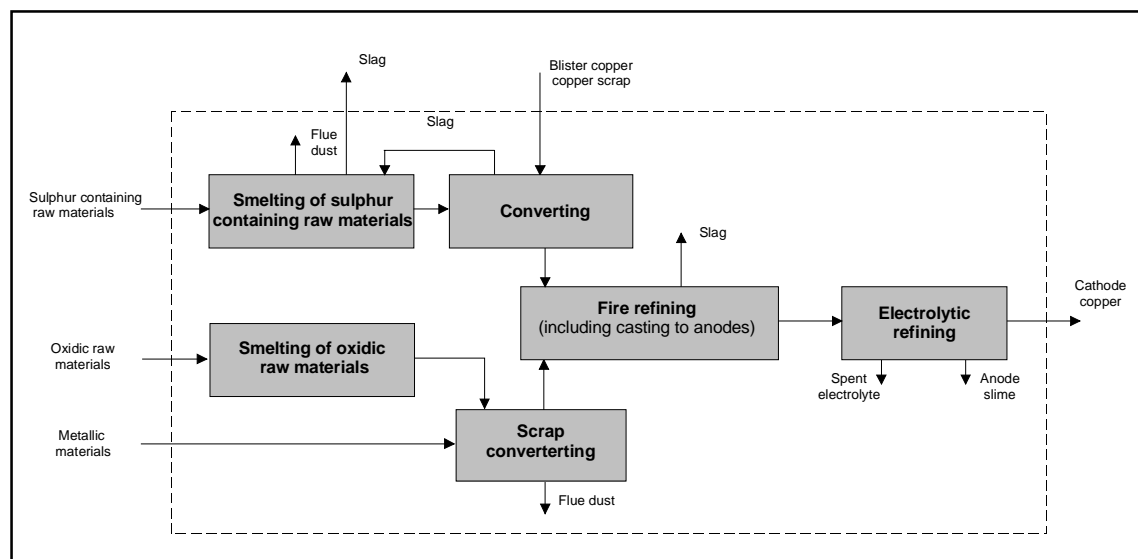 Slag
Blister copper
copper scrap
Slag
Flue
dust
Sulphur containing
raw materials
Smelting of sulphur
containing raw materials
Converting
Slag
Fire refining
(including casting to anodes)
Electrolytic
refining
Cathode
copper
Oxidic raw
materials
Smelting of oxidic
raw materials
Spent
electrolyte
Anode
slime
Metallic
materials
Scrap
converterting
Flue dust